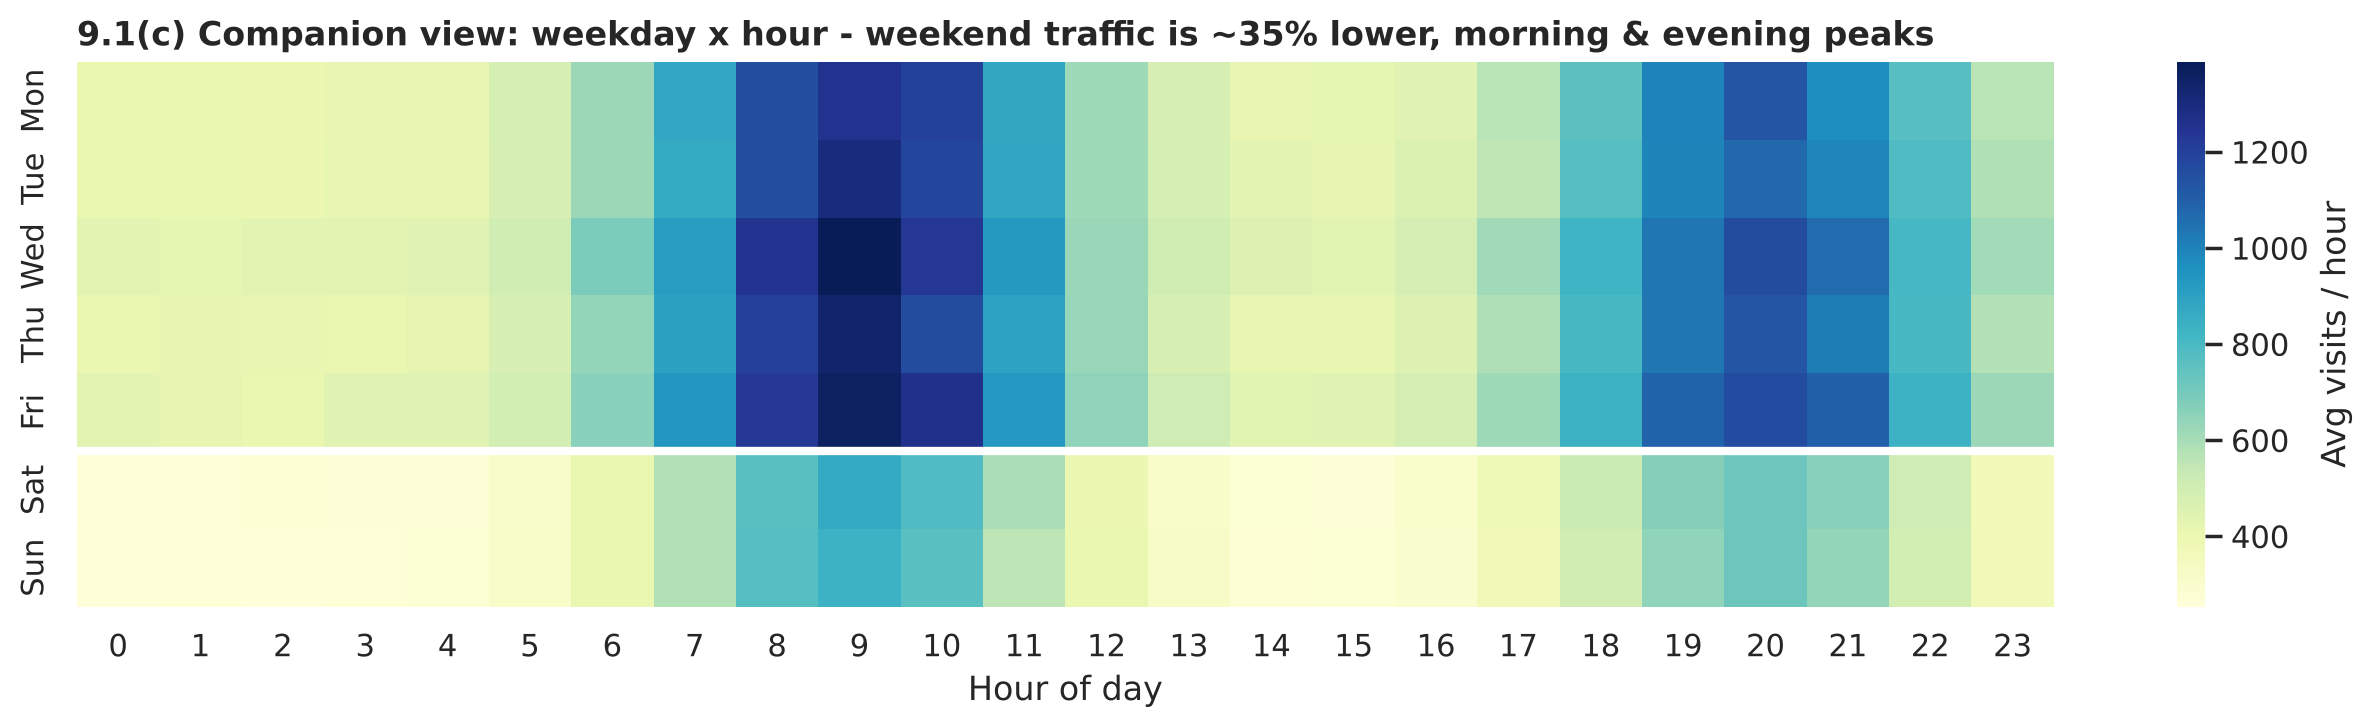 9.1(c) Companion view: weekday x hour - weekend traffic is ~35% lower, morning & evening peaks
Mon
Tue
Wed
Thu
Fri
Sat
Sun
0 1 2 3 4 5 6 7 8 9 10 11 12 13 14 15 16 17 18 19 20 21 22 23
Hour of day
1200
1000
800
600
400
Avg visits / hour